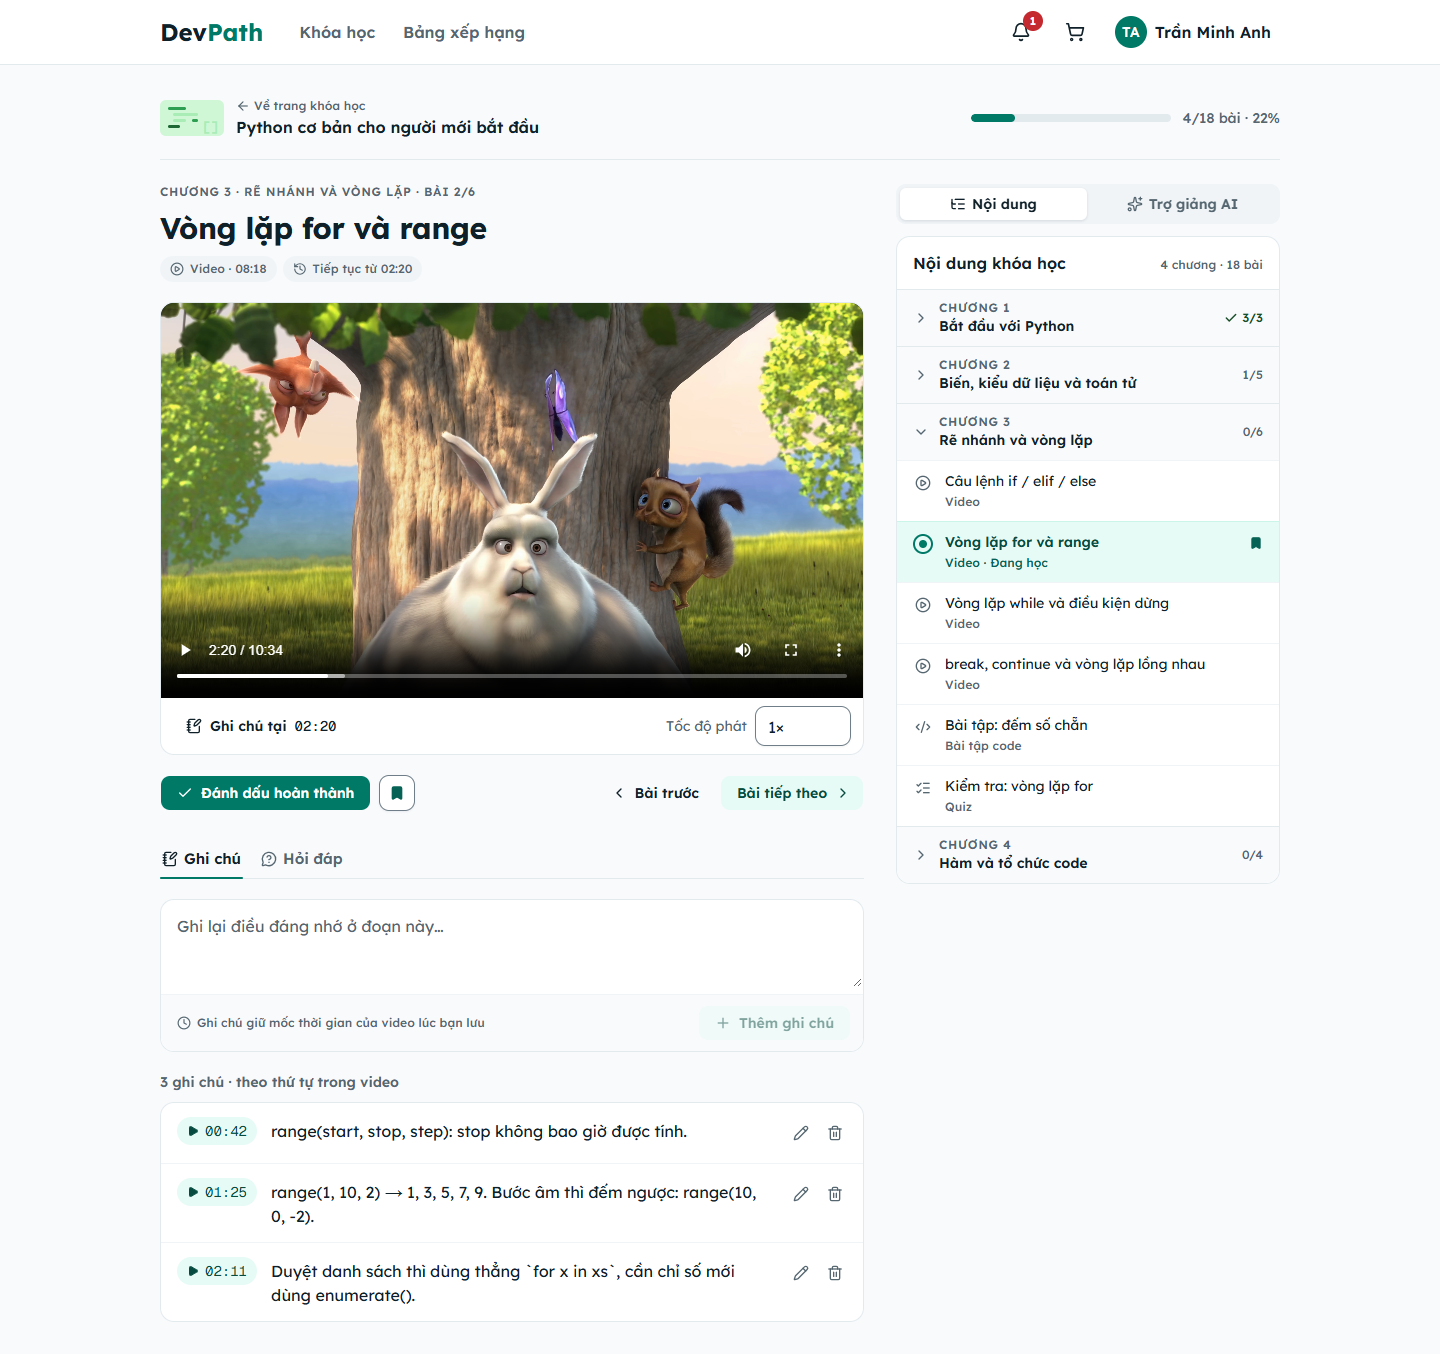 DevPath
Khóa học
Bảng xếp hạng
1
TA
Trần Minh Anh
Về trang khóa học
Python cơ bản cho người mới bắt đầu
4/18 bài · 22%
CHƯƠNG 3 · RẼ NHÁNH VÀ VÒNG LẶP · BÀI 2/6
Vòng lặp for và range
Video · 08:18
Tiếp tục từ 02:20
2:20 / 10:34
Ghi chú tại 02:20
Tốc độ phát
1×
Đánh dấu hoàn thành
Bài trước
Bài tiếp theo
Ghi chú
Hỏi đáp
Ghi lại điều đáng nhớ ở đoạn này...
Ghi chú giữ mốc thời gian của video lúc bạn lưu
Thêm ghi chú
3 ghi chú · theo thứ tự trong video
00:42
range(start, stop, step): stop không bao giờ được tính.
01:25
range(1, 10, 2) → 1, 3, 5, 7, 9. Bước âm thì đếm ngược: range(10,
0, -2).
02:11
Duyệt danh sách thì dùng thẳng `for x in xs`, cần chỉ số mới
dùng enumerate().
Nội dung
Trợ giảng AI
Nội dung khóa học
4 chương · 18 bài
CHƯƠNG 1
Bắt đầu với Python
3/3
CHƯƠNG 2
Biến, kiểu dữ liệu và toán tử
1/5
CHƯƠNG 3
Rẽ nhánh và vòng lặp
0/6
Câu lệnh if / elif / else
Video
Vòng lặp for và range
Video · Đang học
Vòng lặp while và điều kiện dừng
Video
break, continue và vòng lặp lồng nhau
Video
Bài tập: đếm số chẵn
Bài tập code
Kiểm tra: vòng lặp for
Quiz
CHƯƠNG 4
Hàm và tổ chức code
0/4